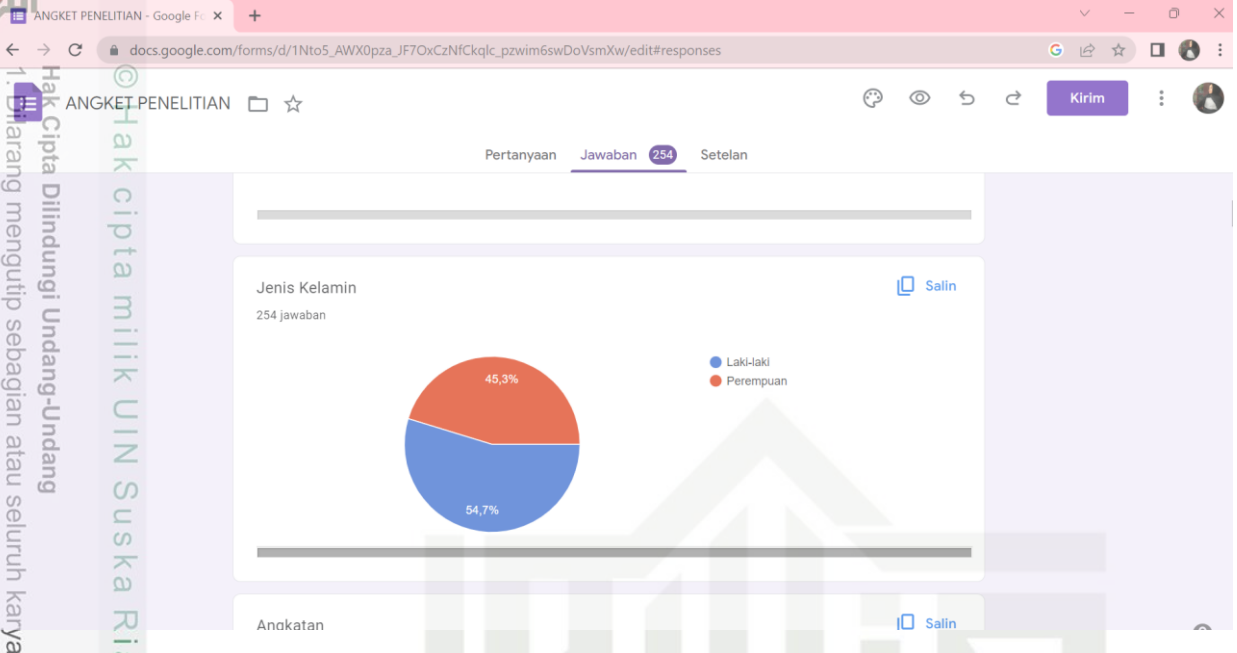 ANGKET PENELITIAN - Google Fo
docs.google.com/forms/d/1Nto5_AWX0pza_JF7OxCzNfCkqlc_pzwim6swDoVsmXw/edit#responses
ANGKET PENELITIAN
Kirim
Pertanyaan Jawaban 254 Setelan
Jenis Kelamin
Salin
254 jawaban
45,3%
54,7%
Laki-laki
Perempuan
Angkatan
Salin
© Hak cipta milik UIN Suska Ria
Hak Cipta Dilindungi Undang-Undang
1. Dilarang mengutip sebagian atau seluruh karya